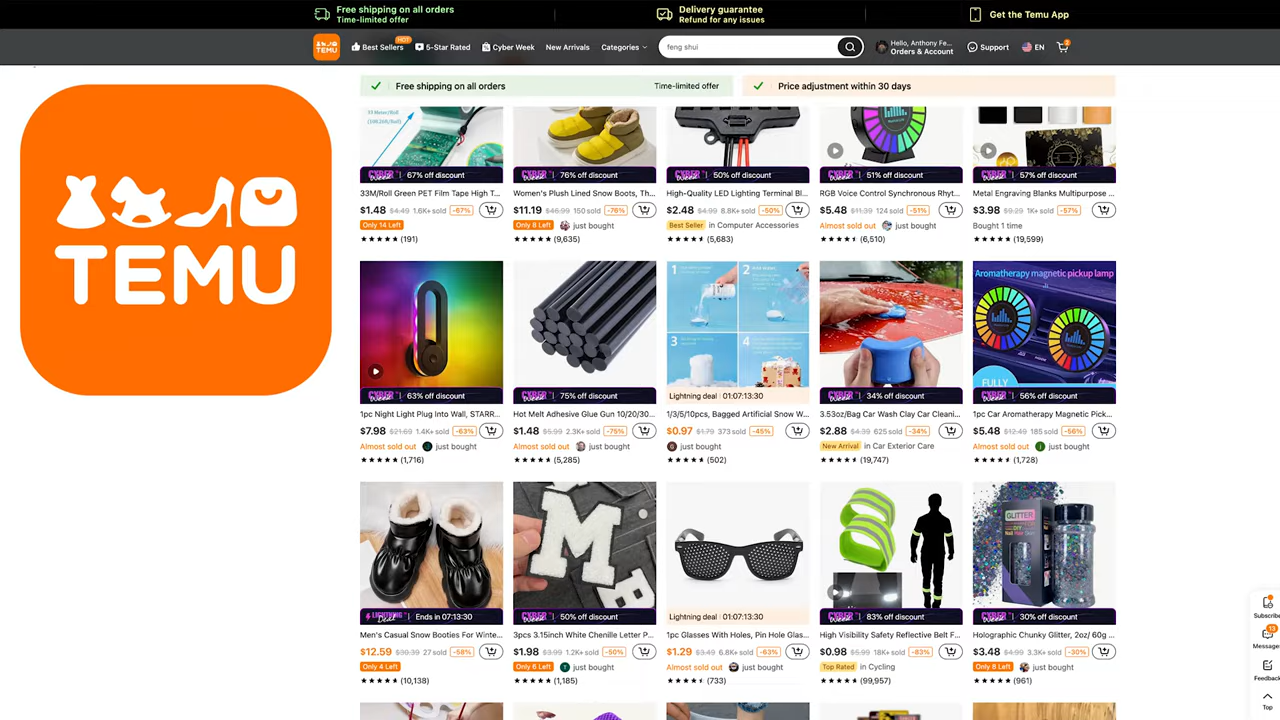 Free shipping on all orders
Time-limited offer
Delivery guarantee
Refund for any issues
Get the Temu App
TEMU
Best Sellers
HOT
5-Star Rated
Cyber Week
New Arrivals
Categories
feng shui
Hello, Anthony Fe...
Orders & Account
Support
EN
2
Free shipping on all orders
Time-limited offer
Price adjustment within 30 days
TEMU
67% off discount
76% off discount
50% off discount
51% off discount
57% off discount
33M/Roll Green PET Film Tape High T...
Women's Plush Lined Snow Boots, Th...
High-Quality LED Lighting Terminal Bl...
RGB Voice Control Synchronous Rhyt...
Metal Engraving Blanks Multipurpose ...
$1.48 $4.49 1.6K+ sold -67%
$11.19 $46.99 150 sold -76%
$2.48 $4.99 8.8K+ sold -50%
$5.48 $11.39 124 sold -51%
$3.98 $9.29 1K+ sold -57%
Only 14 Left
Only 8 Left just bought
Best Seller in Computer Accessories
Almost sold out just bought
Bought 1 time
(191)
(9,635)
(5,683)
(6,510)
(19,599)
1
2
3
4
Aromatherapy magnetic pickup lamp
FULLY
63% off discount
75% off discount
Lightning deal 01:07:13:30
34% off discount
56% off discount
1pc Night Light Plug Into Wall, STARR...
Hot Melt Adhesive Glue Gun 10/20/30...
1/3/5/10pcs, Bagged Artificial Snow W...
3.53oz/Bag Car Wash Clay Car Cleani...
1pc Car Aromatherapy Magnetic Pick...
$7.98 $21.69 1.4K+ sold -63%
$1.48 $5.99 2.3K+ sold -75%
$0.97 $1.79 373 sold -45%
$2.88 $4.39 625 sold -34%
$5.48 $12.49 185 sold -56%
Almost sold out just bought
Almost sold out just bought
just bought
New Arrival in Car Exterior Care
Almost sold out just bought
(1,716)
(5,285)
(502)
(19,747)
(1,728)
M
B
GLITTER
LIGHTNING Deals Ends in 07:13:30
50% off discount
Lightning deal 01:07:13:30
83% off discount
30% off discount
Men's Casual Snow Booties For Winte...
3pcs 3.15inch White Chenille Letter P...
1pc Glasses With Holes, Pin Hole Glas...
High Visibility Safety Reflective Belt F...
Holographic Chunky Glitter, 2oz/ 60g ...
$12.59 $30.39 27 sold -58%
$1.98 $3.99 1.2K+ sold -50%
$1.29 $3.49 6.8K+ sold -63%
$0.98 $5.99 18K+ sold -83%
$3.48 $4.99 3.3K+ sold -30%
Only 4 Left
Only 6 Left just bought
Almost sold out just bought
Top Rated in Cycling
Only 8 Left just bought
(10,138)
(1,185)
(733)
(99,957)
(961)
Subscribe
13
Message
Feedback
Top